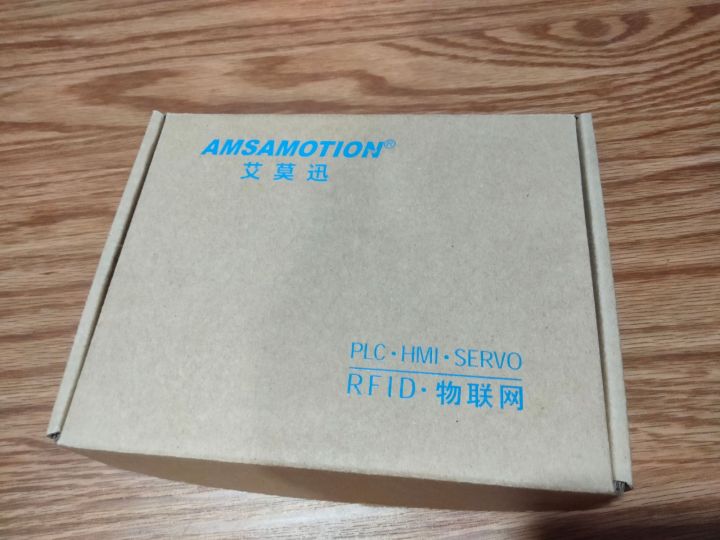 AMSAMOTION®
艾莫迅
PLC·HMI·SERVO
RFID·物联网